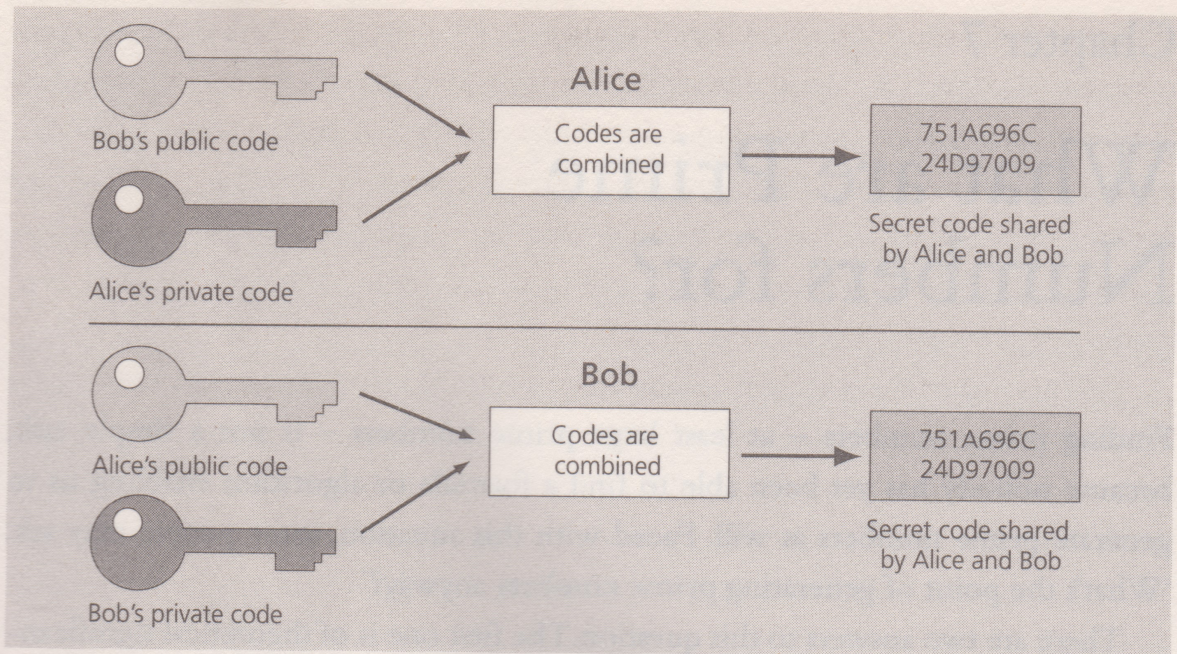 Alice
Bob's public code
Codes are
combined
751A696C
24D97009
Alice's private code
Secret code shared
by Alice and Bob
Bob
Alice's public code
Codes are
combined
751A696C
24D97009
Bob's private code
Secret code shared
by Alice and Bob